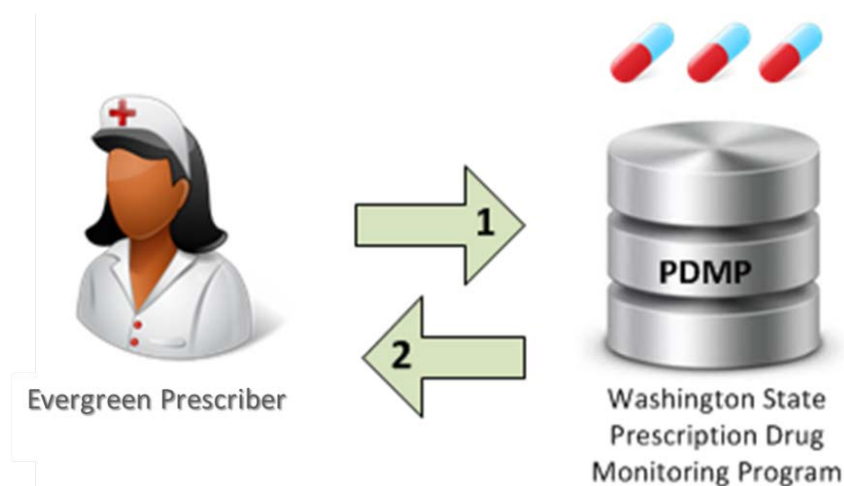 1
PDMP
2
Evergreen Prescriber
Washington State
Prescription Drug
Monitoring Program